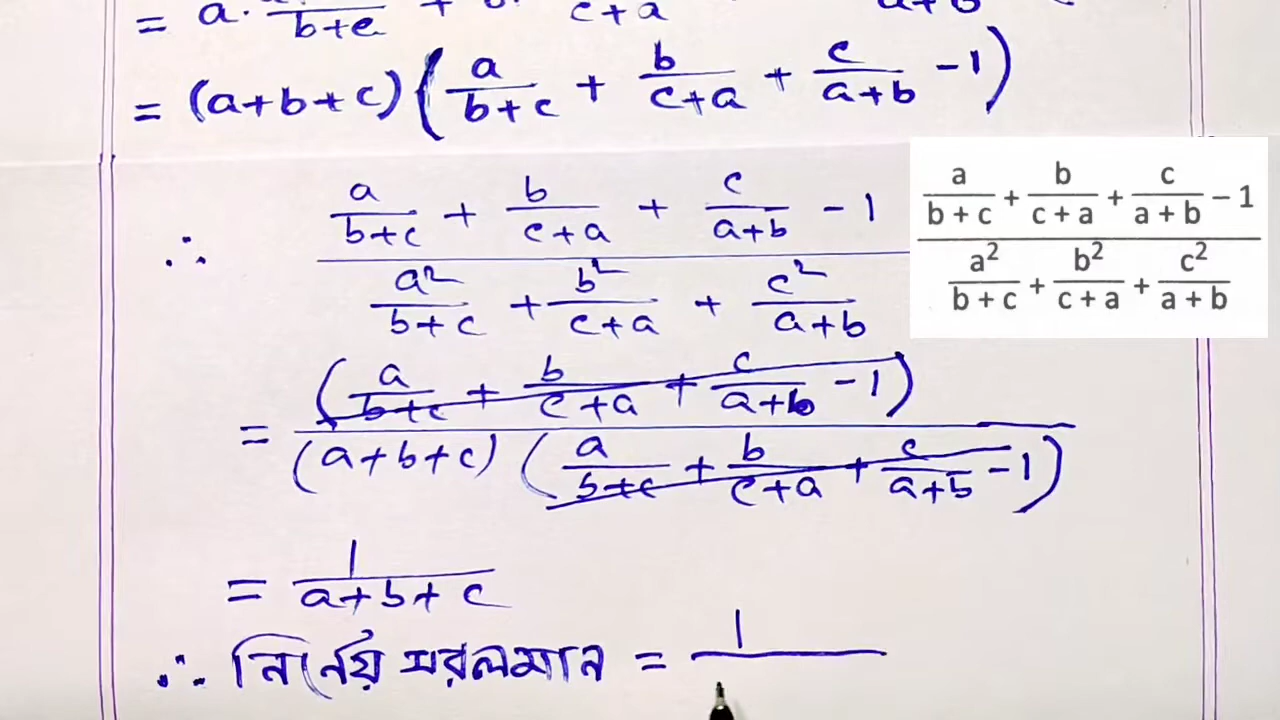 = a · /b+c + /c+a /a+b
= (a+b+c) (a/b+c + b/c+a + c/a+b - 1)
∴ a/b+c + b/c+a + c/a+b - 1
a²/b+c + b²/c+a + c²/a+b
a/b + c + b/c + a + c/a + b - 1
a²/b + c + b²/c + a + c²/a + b
= (a/b+c + b/c+a + c/a+b - 1)
(a+b+c) (a/b+c + b/c+a + c/a+b - 1)
= 1/a+b+c
∴ নির্নেয় সরলমান = 1